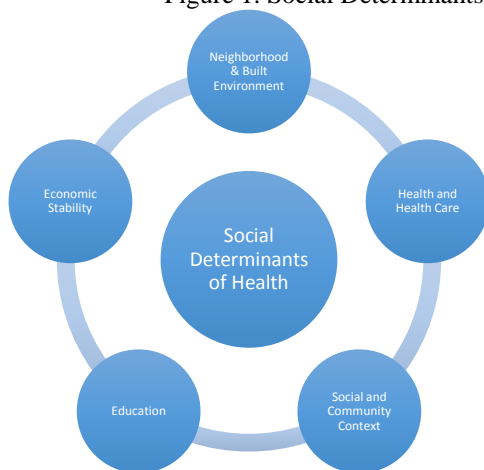 Figure 1. Social Determinants
Neighborhood
& Built
Environment
Economic
Stability
Health and
Health Care
Social
Determinants
of Health
Education
Social and
Community
Context